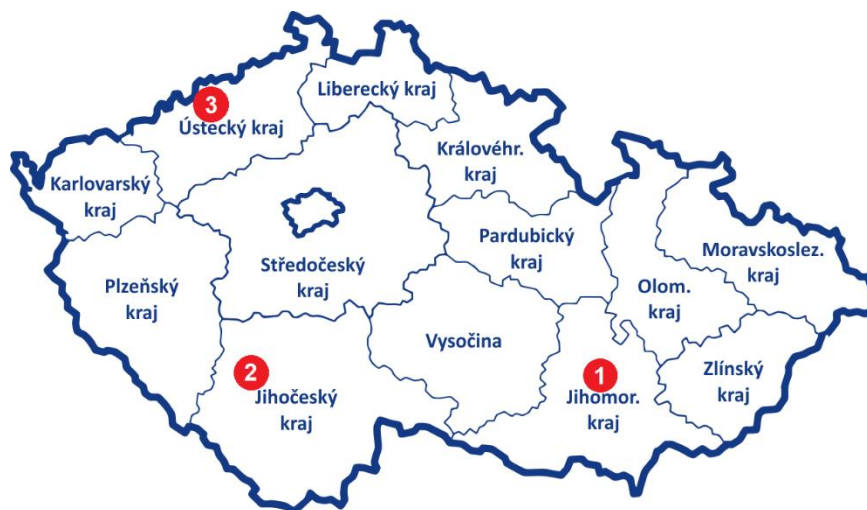 Liberecký kraj
3
Ústecký kraj
Královéhr.
kraj
Karlovarský
kraj
Pardubický
kraj
Moravskoslez.
kraj
Středočeský
kraj
Plzeňský
kraj
Olom.
kraj
Vysočina
Zlínský
kraj
2
Jihočeský
kraj
1
Jihomor.
kraj